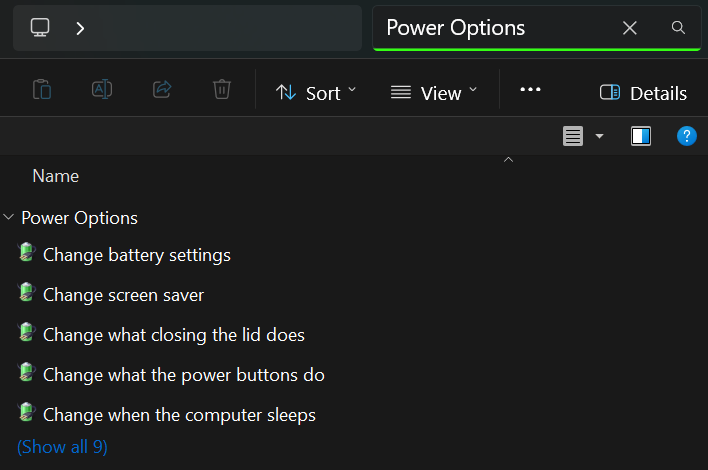 Power Options
Sort
View
Details
Name
Power Options
Change battery settings
Change screen saver
Change what closing the lid does
Change what the power buttons do
Change when the computer sleeps
(Show all 9)